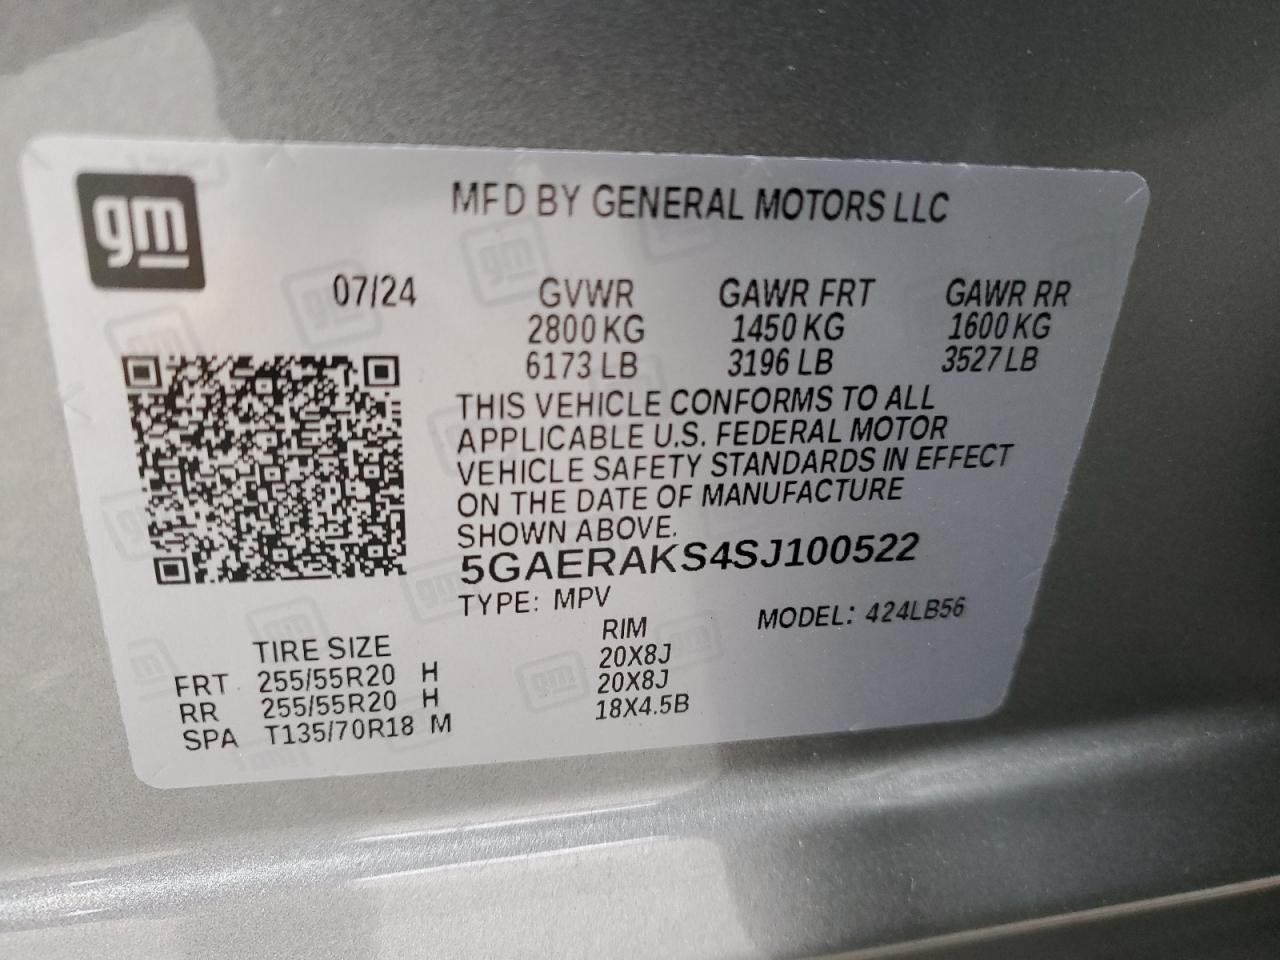 gm
MFD BY GENERAL MOTORS LLC
07/24 GVWR GAWR FRT GAWR RR
2800 KG 1450 KG 1600 KG
6173 LB 3196 LB 3527 LB
THIS VEHICLE CONFORMS TO ALL
APPLICABLE U.S. FEDERAL MOTOR
VEHICLE SAFETY STANDARDS IN EFFECT
ON THE DATE OF MANUFACTURE
SHOWN ABOVE.
5GAERAKS4SJ100522
TYPE: MPV MODEL: 424LB56
TIRE SIZE RIM
FRT 255/55R20 H 20X8J
RR 255/55R20 H 20X8J
SPA T135/70R18 M 18X4.5B